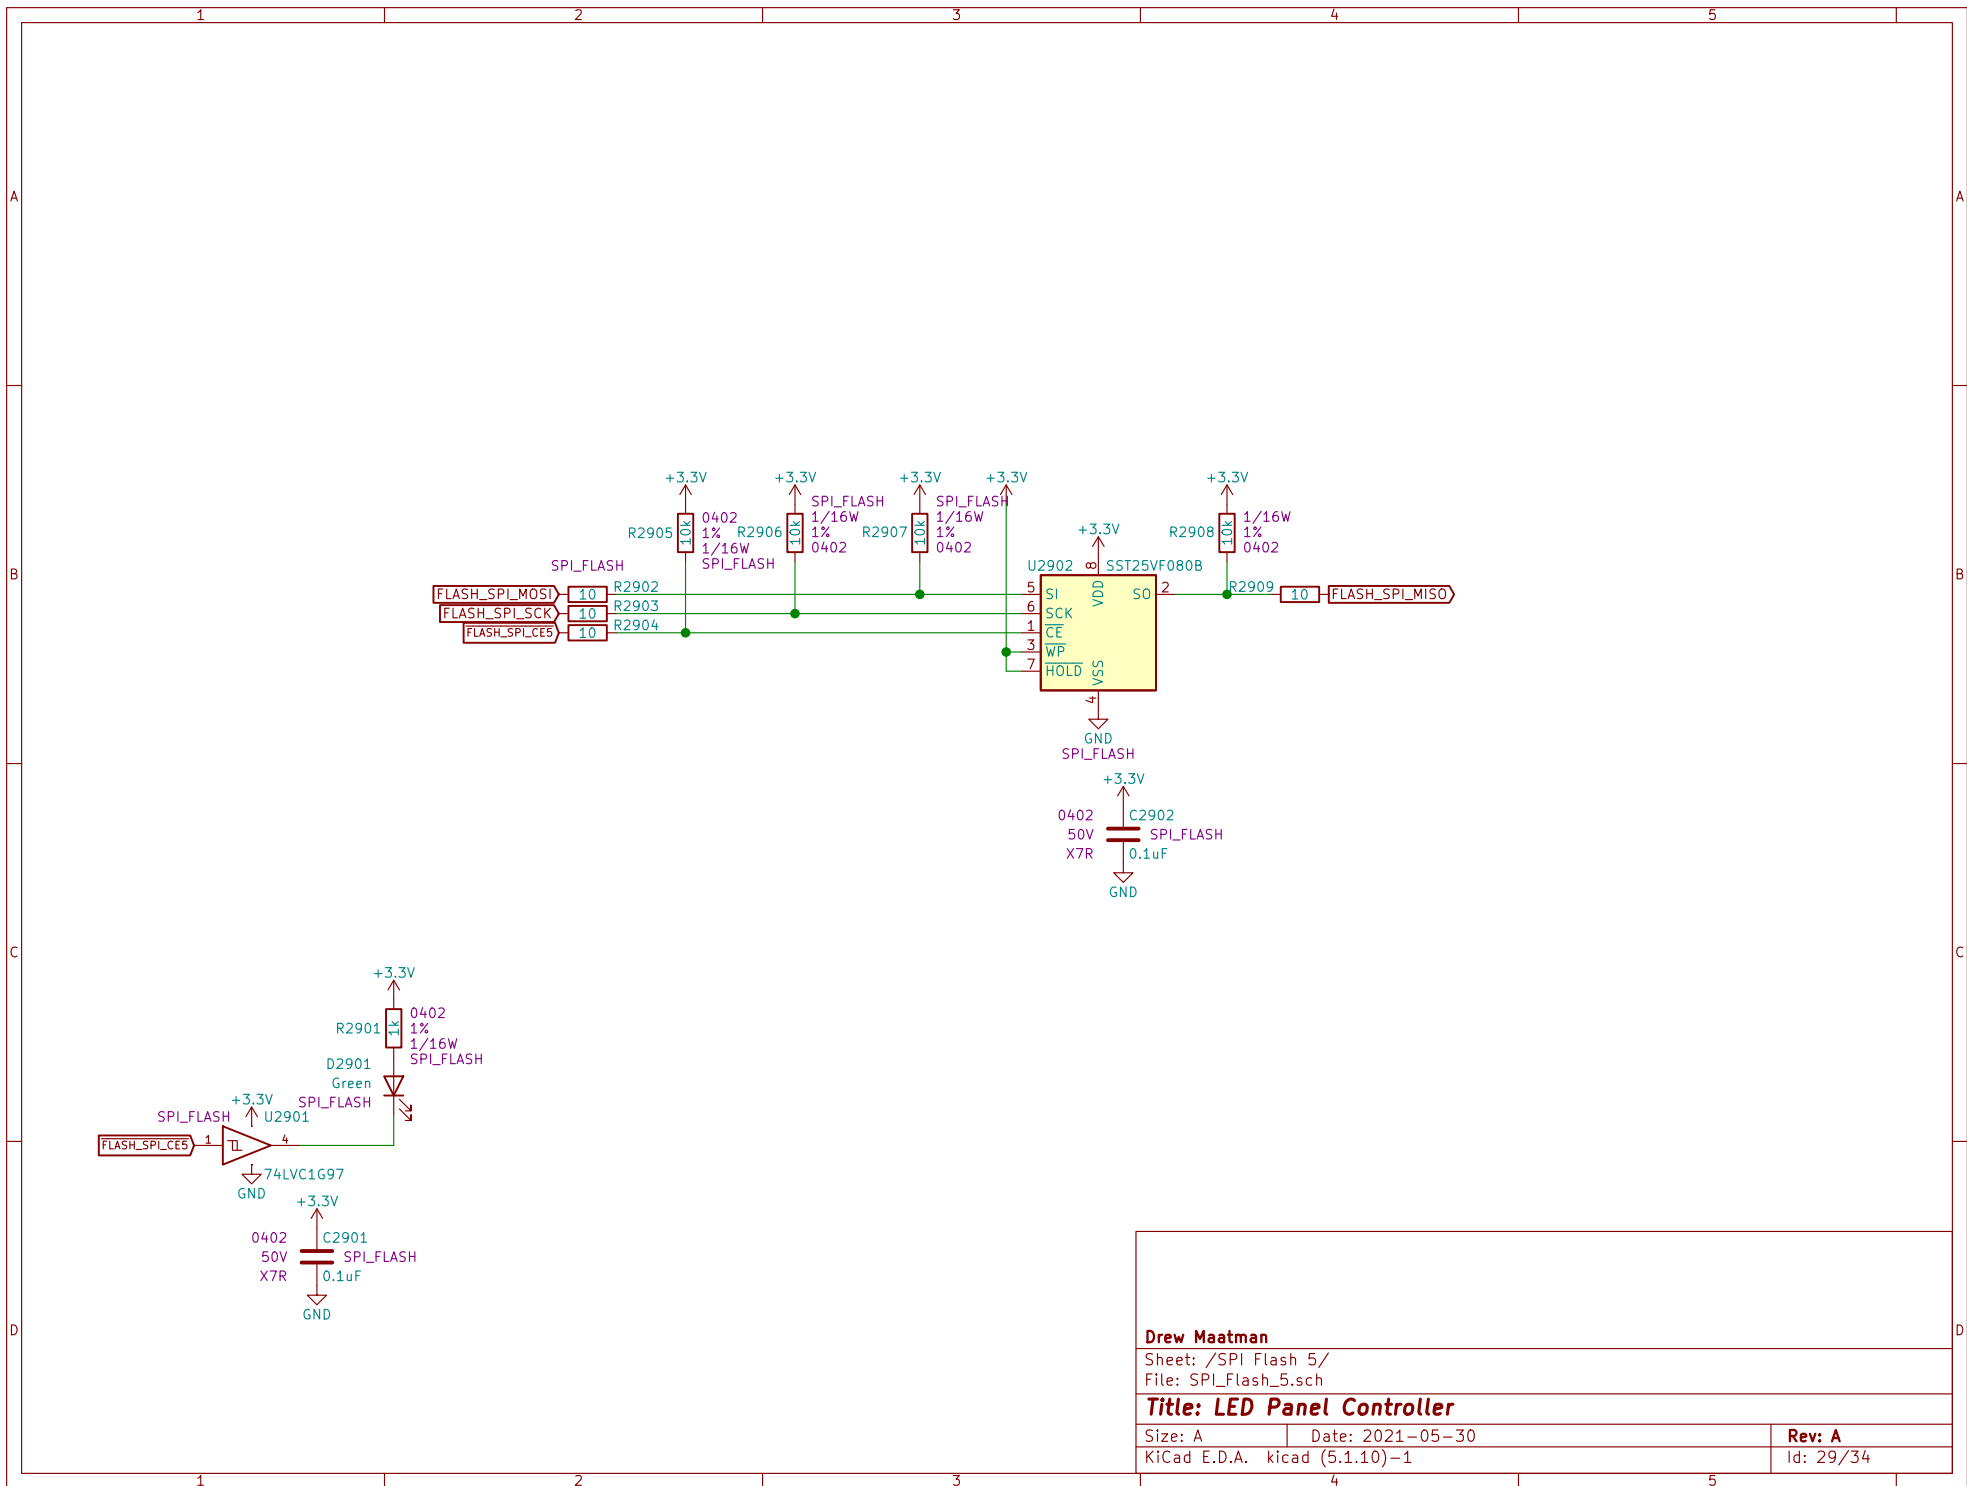 1 2 3 4 5
A A
+3.3V +3.3V +3.3V +3.3V +3.3V
R2905 10k
0402
1%
1/16W
SPI_FLASH
R2906 10k
SPI_FLASH
1/16W
1%
0402
R2907 10k
SPI_FLASH
1/16W
1%
0402
R2908 10k
1/16W
1%
0402
B B
SPI_FLASH
FLASH_SPI_MOSI 10 R2902
FLASH_SPI_SCK 10 R2903
FLASH_SPI_CE5 10 R2904
+3.3V
U2902 8 SST25VF080B
5 SI VDD SO 2
6 SCK
1 CE
3 WP
7 HOLD VSS
4
GND
SPI_FLASH
R2909 10 FLASH_SPI_MISO
+3.3V
0402 C2902
50V SPI_FLASH
X7R 0.1uF
GND
C C
+3.3V
R2901 1k
0402
1%
1/16W
SPI_FLASH
D2901
Green
SPI_FLASH
+3.3V
SPI_FLASH U2901
FLASH_SPI_CE5 1 4
74LVC1G97
GND
+3.3V
0402 C2901
50V SPI_FLASH
X7R 0.1uF
GND
D D
Drew Maatman
Sheet: /SPI Flash 5/
File: SPI_Flash_5.sch
Title: LED Panel Controller
Size: A Date: 2021-05-30 Rev: A
KiCad E.D.A. kicad (5.1.10)-1 Id: 29/34
1 2 3 4 5